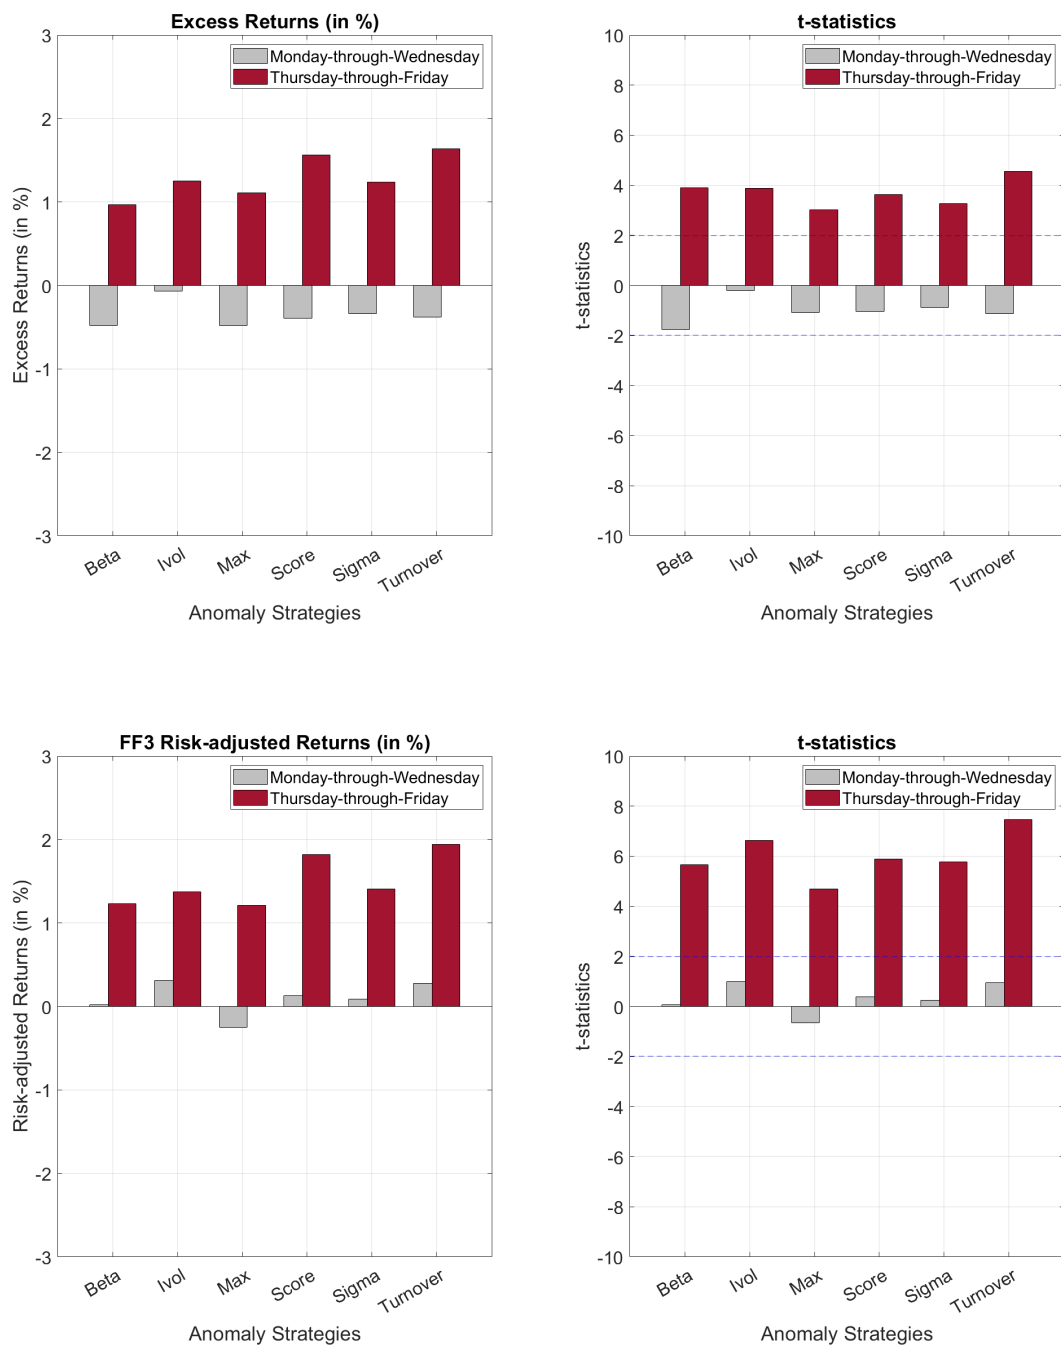 Excess Returns (in %)
3
2
1
0
-1
-2
-3
Excess Returns (in %)
Monday-through-Wednesday
Thursday-through-Friday
Beta
Ivol
Max
Score
Sigma
Turnover
Anomaly Strategies
t-statistics
10
8
6
4
2
0
-2
-4
-6
-8
-10
t-statistics
Monday-through-Wednesday
Thursday-through-Friday
Beta
Ivol
Max
Score
Sigma
Turnover
Anomaly Strategies
FF3 Risk-adjusted Returns (in %)
3
2
1
0
-1
-2
-3
Risk-adjusted Returns (in %)
Monday-through-Wednesday
Thursday-through-Friday
Beta
Ivol
Max
Score
Sigma
Turnover
Anomaly Strategies
t-statistics
10
8
6
4
2
0
-2
-4
-6
-8
-10
t-statistics
Monday-through-Wednesday
Thursday-through-Friday
Beta
Ivol
Max
Score
Sigma
Turnover
Anomaly Strategies